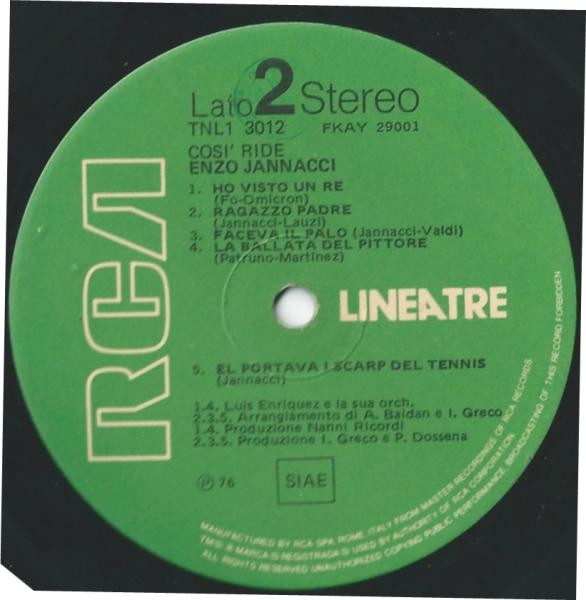 Lato 2 Stereo
TNL1 3012 FKAY 29001
COSI' RIDE
ENZO JANNACCI
1. HO VISTO UN RE
(Fo-Omicron)
2. RAGAZZO PADRE
(Jannacci-Lauzi)
3. FACEVA IL PALO (Jannacci-Valdi)
4. LA BALLATA DEL PITTORE
(Patruno-Martinez)
RCA
LINEATRE
5. EL PORTAVA I SCARP DEL TENNIS
(Jannacci)
1.4. Luis Enriquez e la sua orch.
2.3.5. Arrangiamento di A. Baldan e I. Greco
1.4. Produzione Nanni Ricordi
2.3.5. Produzione I. Greco e P. Dossena
Ⓟ 76 SIAE
MANUFACTURED BY RCA SPA, ROME, ITALY, FROM MASTER RECORDINGS OF RCA RECORDS
TM(S) ® MARCA(S) REGISTRADA(S) USED BY AUTHORITY OF RCA CORPORATION.
ALL RIGHTS RESERVED UNAUTHORIZED COPYING PUBLIC PERFORMANCE, BROADCASTING OF THIS RECORD FORBIDDEN